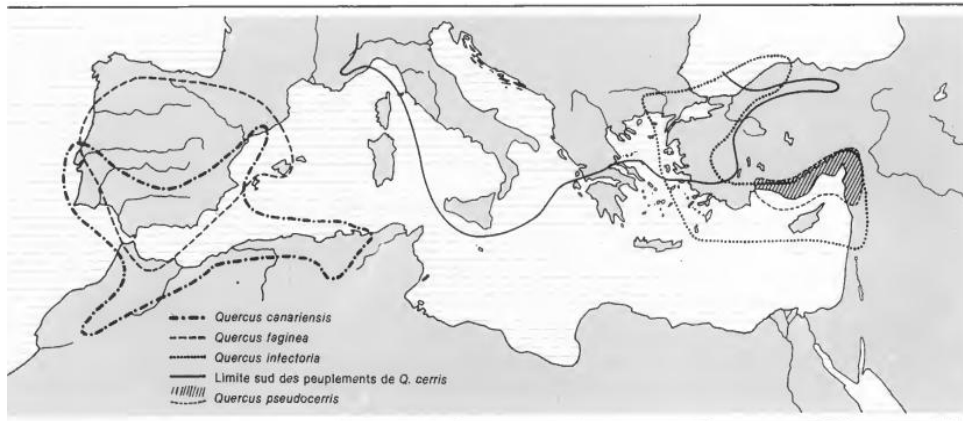 Quercus canariensis
Quercus faginea
Quercus infectoria
Limite sud des peuplements de Q. cerris
Quercus pseudocerris